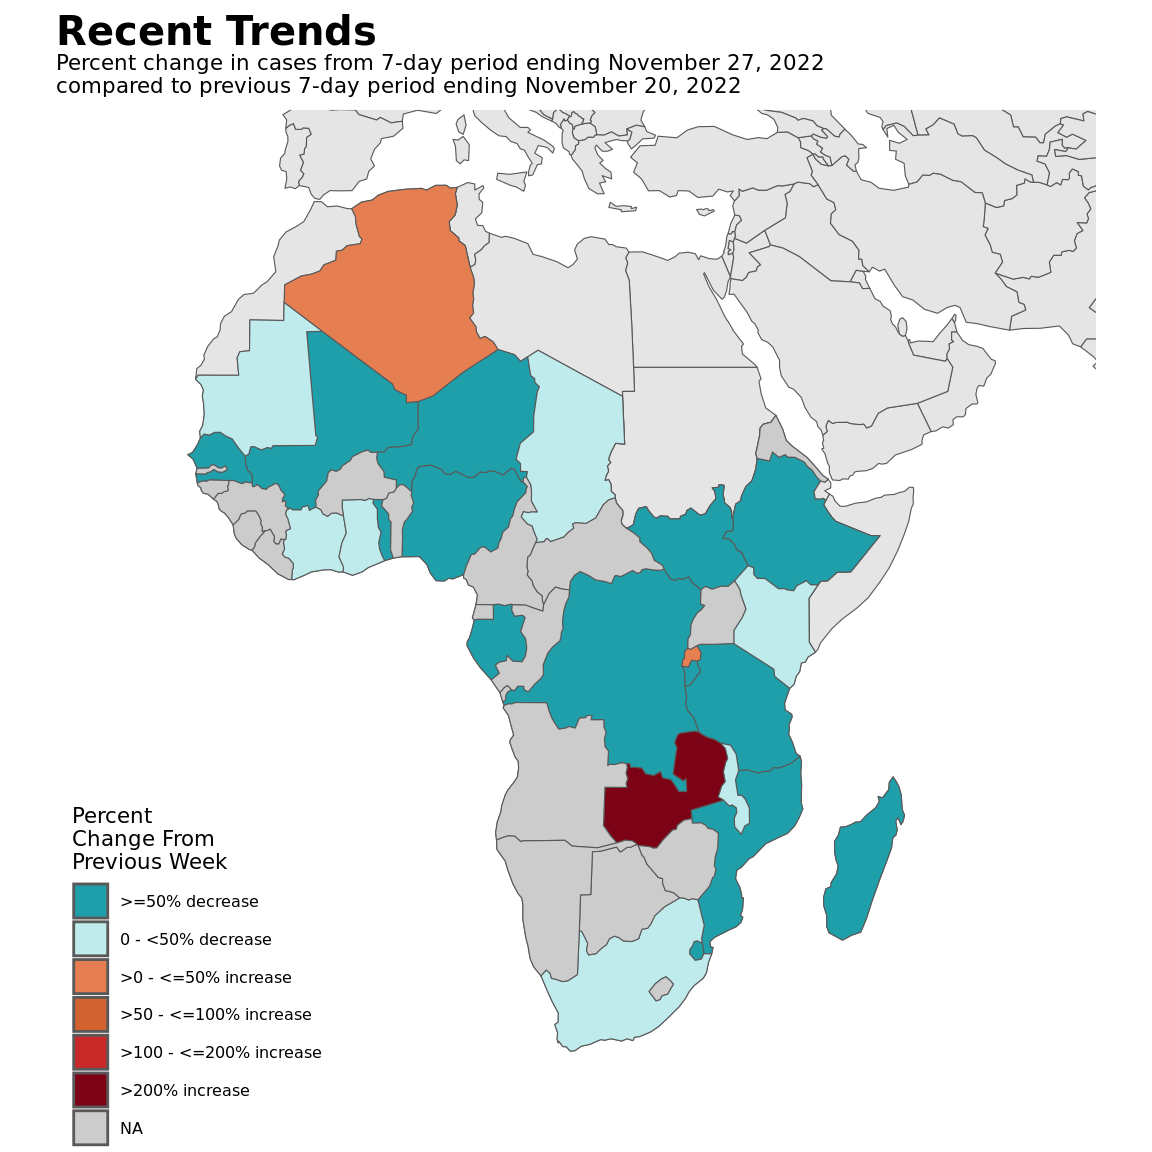 Recent Trends
Percent change in cases from 7-day period ending November 27, 2022
compared to previous 7-day period ending November 20, 2022
Percent
Change From
Previous Week
>=50% decrease
0 - <50% decrease
>0 - <=50% increase
>50 - <=100% increase
>100 - <=200% increase
>200% increase
NA